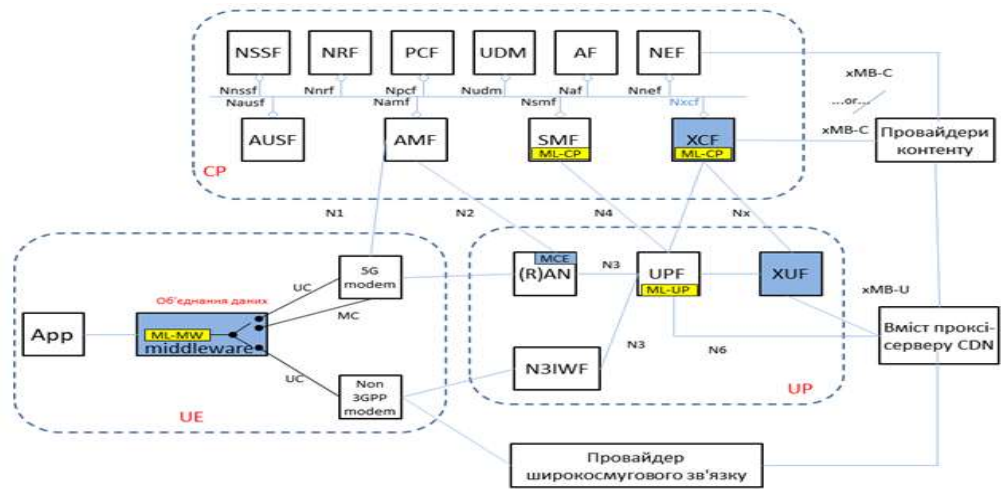 NSSF NRF PCF UDM AF NEF
xMB-C
Nnssf Nnrf Npcf Nudm Naf Nnef
Nausf Namf Nsmf Nxcf
...or...
xMB-C
AUSF AMF SMF XCF
ML-CP ML-CP
CP
Провайдери
контенту
N1 N2 N4 Nx
5G
modem
MCE
(R)AN
N3
UPF
ML-UP
XUF
UC
MC
Об'єднання даних
xMB-U
App
ML-MW
middleware
Вміст проксі-
серверу CDN
N3
N6
UC
N3IWF
UP
Non
3GPP
modem
UE
Провайдер
широкосмугового зв'язку